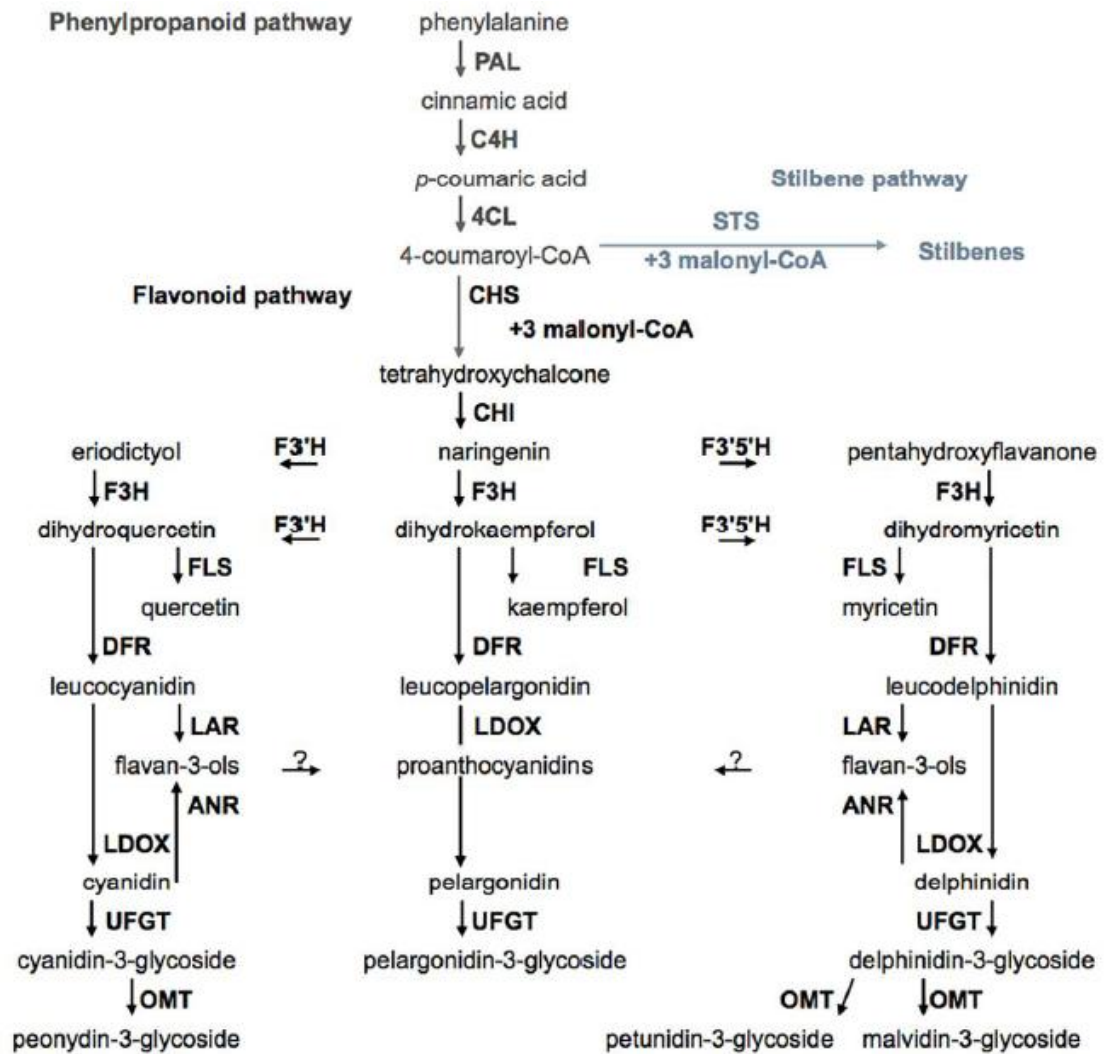 Phenylpropanoid pathway phenylalanine
PAL
cinnamic acid
C4H
p-coumaric acid Stilbene pathway
4CL STS
4-coumaroyl-CoA +3 malonyl-CoA Stilbenes
Flavonoid pathway CHS
+3 malonyl-CoA
tetrahydroxychalcone
CHI
eriodictyol F3'H naringenin F3'5'H pentahydroxyflavanone
F3H F3H F3H
dihydroquercetin F3'H dihydrokaempferol F3'5'H dihydromyricetin
FLS FLS FLS
quercetin kaempferol myricetin
DFR DFR DFR
leucocyanidin leucopelargonidin leucodelphinidin
LAR LDOX LAR
flavan-3-ols ? proanthocyanidins ? flavan-3-ols
ANR ANR
LDOX LDOX
cyanidin pelargonidin delphinidin
UFGT UFGT UFGT
cyanidin-3-glycoside pelargonidin-3-glycoside delphinidin-3-glycoside
OMT OMT OMT
peonydin-3-glycoside petunidin-3-glycoside malvidin-3-glycoside